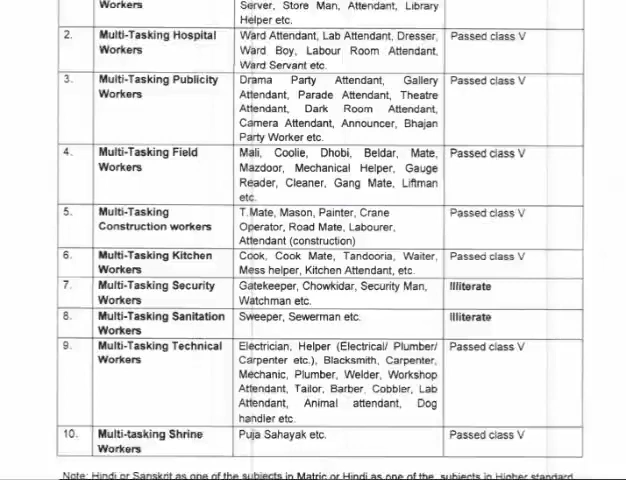 Workers
Server, Store Man, Attendant, Library
Helper etc.
2. Multi-Tasking Hospital Workers
Ward Attendant, Lab Attendant, Dresser,
Ward Boy, Labour Room Attendant,
Ward Servant etc.
Passed class V
3. Multi-Tasking Publicity Workers
Drama Party Attendant, Gallery
Attendant, Parade Attendant, Theatre
Attendant, Dark Room Attendant,
Camera Attendant, Announcer, Bhajan
Party Worker etc.
Passed class V
4. Multi-Tasking Field Workers
Mali, Coolie, Dhobi, Beldar, Mate,
Mazdoor, Mechanical Helper, Gauge
Reader, Cleaner, Gang Mate, Liftman
etc.
Passed class V
5. Multi-Tasking Construction workers
T.Mate, Mason, Painter, Crane
Operator, Road Mate, Labourer,
Attendant (construction)
Passed class V
6. Multi-Tasking Kitchen Workers
Cook, Cook Mate, Tandooria, Waiter,
Mess helper, Kitchen Attendant, etc.
Passed class V
7. Multi-Tasking Security Workers
Gatekeeper, Chowkidar, Security Man,
Watchman etc.
Illiterate
8. Multi-Tasking Sanitation Workers
Sweeper, Sewerman etc.
Illiterate
9. Multi-Tasking Technical Workers
Electrician, Helper (Electrical/ Plumber/
Carpenter etc.), Blacksmith, Carpenter,
Mechanic, Plumber, Welder, Workshop
Attendant, Tailor, Barber, Cobbler, Lab
Attendant, Animal attendant, Dog
handler etc.
Passed class V
10. Multi-tasking Shrine Workers
Puja Sahayak etc.
Passed class V
Note: Hindi or Sanskrit as one of the subjects in Matric or Hindi as one of the subjects in Higher standard